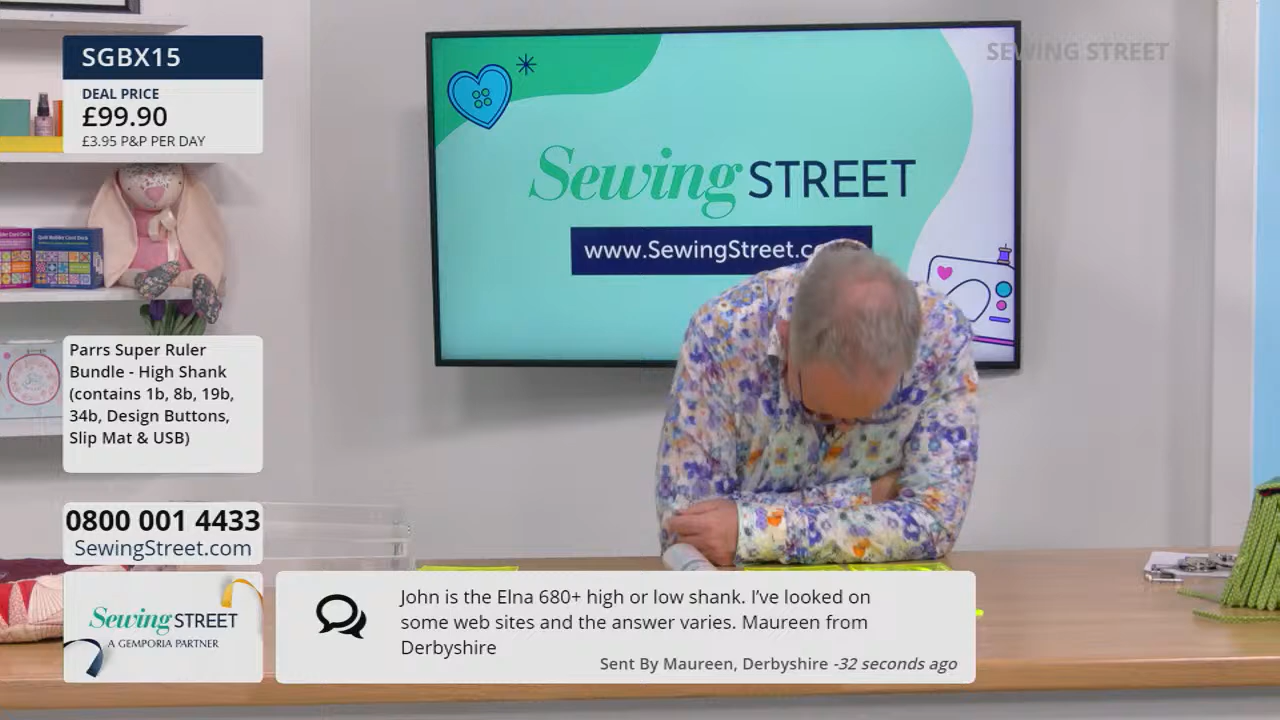 SGBX15
DEAL PRICE
£99.90
£3.95 P&P PER DAY
SEWING STREET
Sewing STREET
www.SewingStreet.c
Parrs Super Ruler
Bundle - High Shank
(contains 1b, 8b, 19b,
34b, Design Buttons,
Slip Mat & USB)
0800 001 4433
SewingStreet.com
Sewing STREET
A GEMPORIA PARTNER
John is the Elna 680+ high or low shank. I've looked on
some web sites and the answer varies. Maureen from
Derbyshire
Sent By Maureen, Derbyshire -32 seconds ago